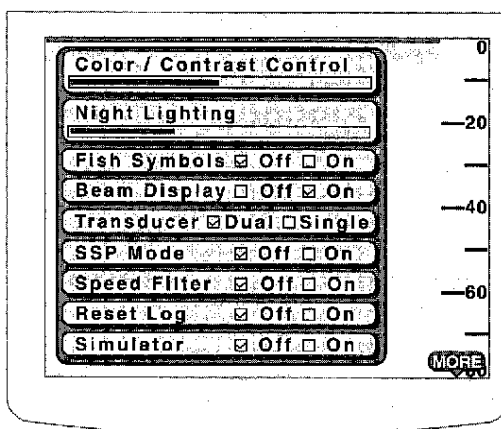 Color / Contrast Control
Night Lighting
Fish Symbols ☑ Off ☐ On
Beam Display ☐ Off ☑ On
Transducer ☑ Dual ☐ Single
SSP Mode ☑ Off ☐ On
Speed Filter ☑ Off ☐ On
Reset Log ☑ Off ☐ On
Simulator ☑ Off ☐ On
0
20
40
60
MORE